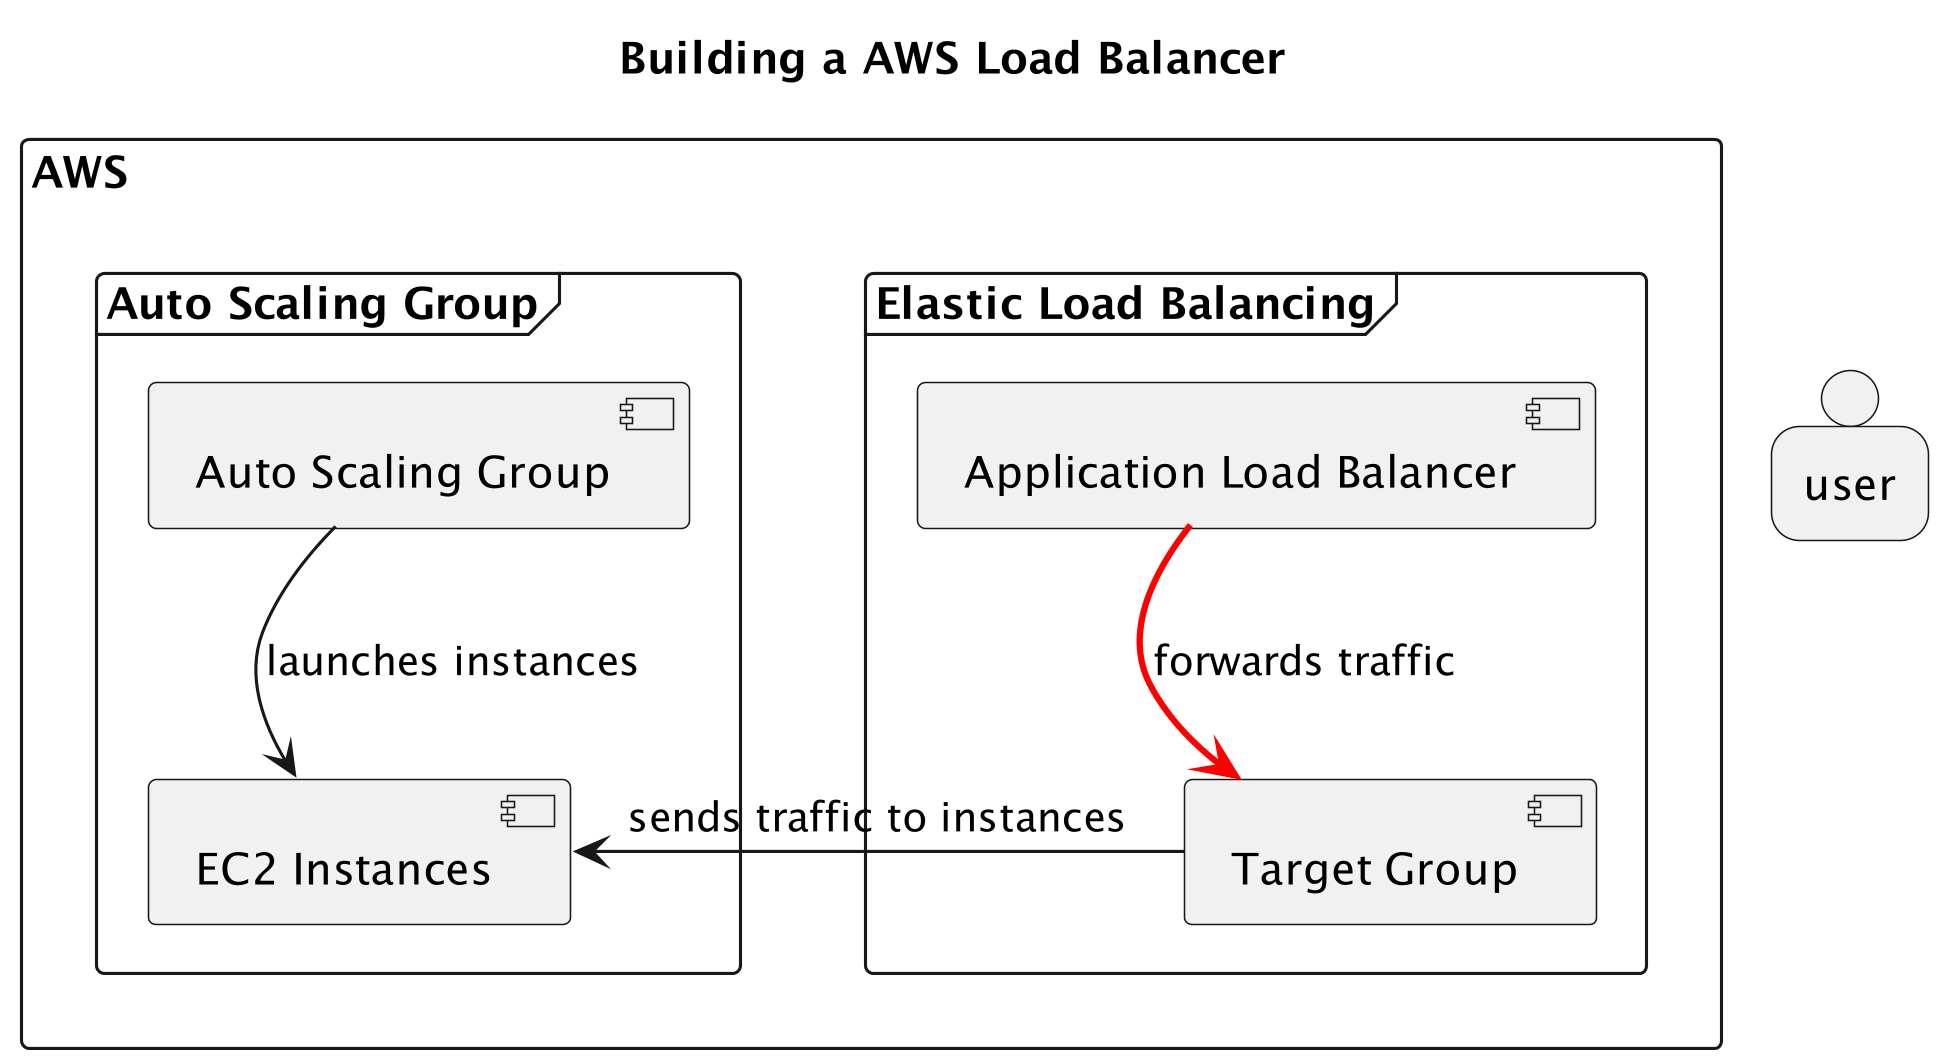 Building a AWS Load Balancer
AWS
Auto Scaling Group
Elastic Load Balancing
Auto Scaling Group
Application Load Balancer
user
launches instances
forwards traffic
sends traffic to instances
EC2 Instances
Target Group